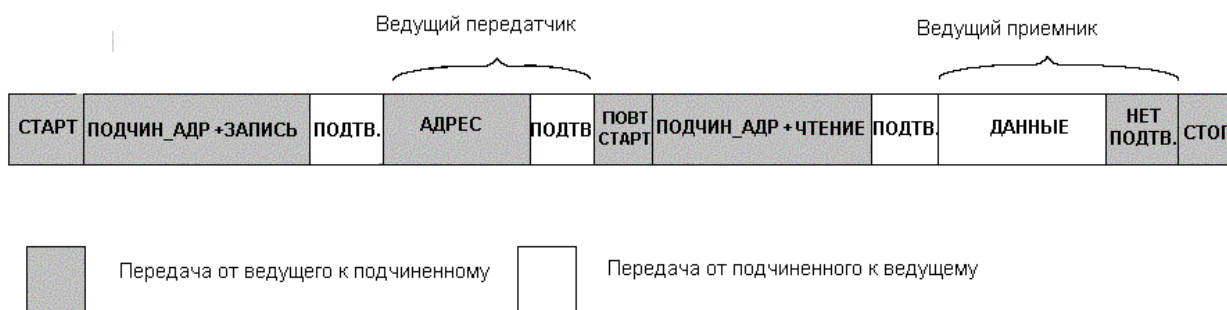 Ведущий передатчик
Ведущий приемник
СТАРТ
ПОДЧИН_АДР +ЗАПИСЬ
ПОДТВ.
АДРЕС
ПОДТВ
ПОВТ
СТАРТ
ПОДЧИН_АДР + ЧТЕНИЕ
ПОДТВ.
ДАННЫЕ
НЕТ
ПОДТВ.
СТОП
Передача от ведущего к подчиненному
Передача от подчиненного к ведущему